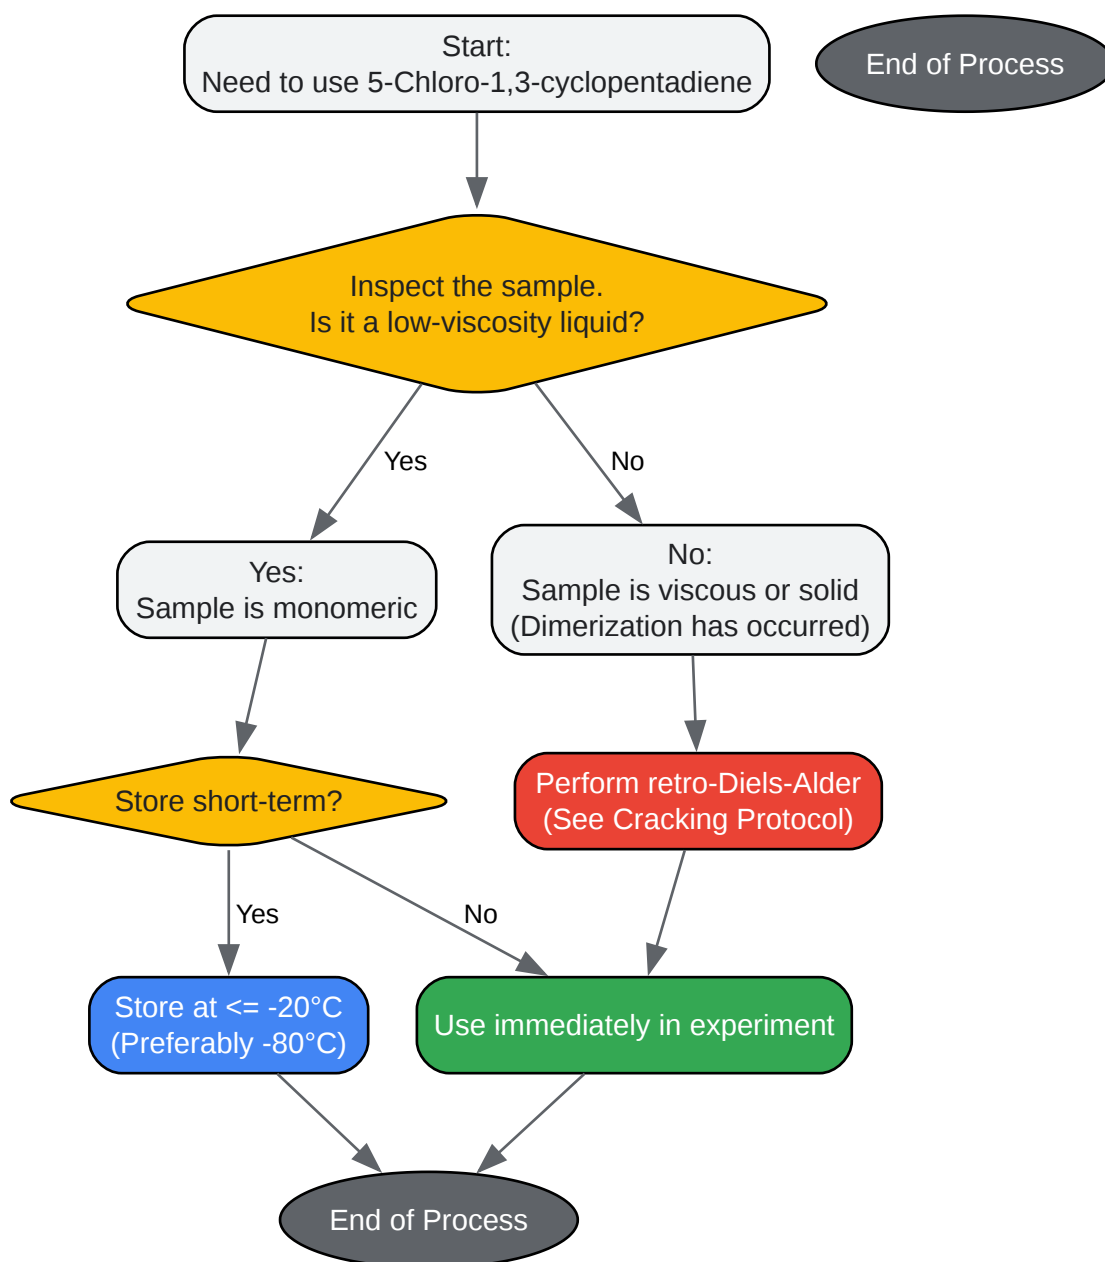 Start:
Need to use 5-Chloro-1,3-cyclopentadiene
End of Process
Inspect the sample.
Is it a low-viscosity liquid?
Yes
No
Yes:
Sample is monomeric
No:
Sample is viscous or solid
(Dimerization has occurred)
Store short-term?
Perform retro-Diels-Alder
(See Cracking Protocol)
Yes
No
Store at <= -20°C
(Preferably -80°C)
Use immediately in experiment
End of Process